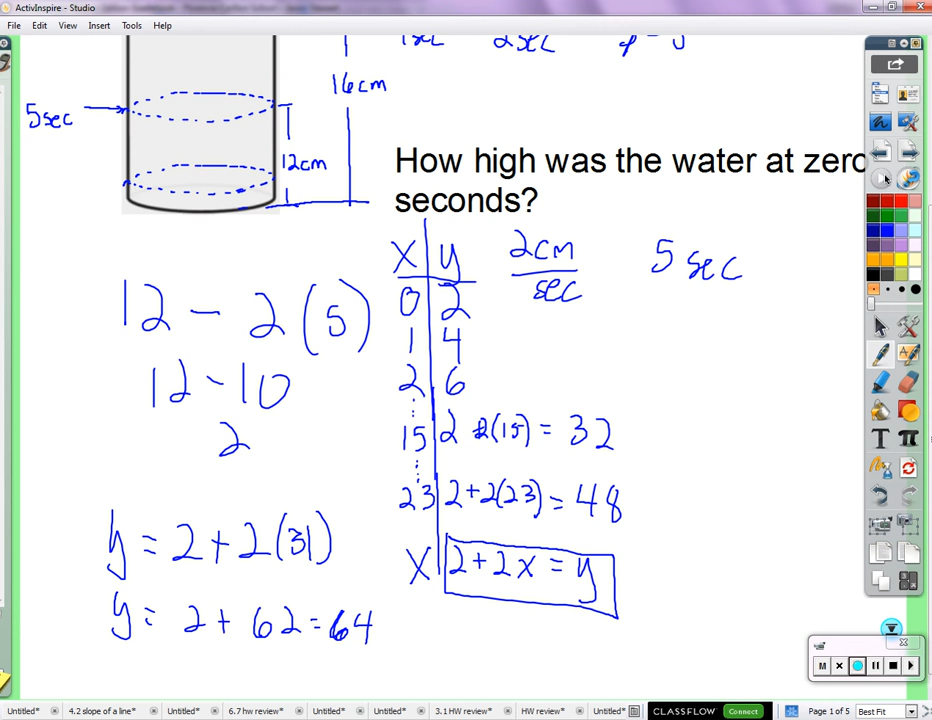 ActivInspire - Studio
File Edit View Insert Tools Help
1sec 2sec
16cm
5sec
12cm
How high was the water at zero
seconds?
x y
2cm
sec
5 sec
0 2
1 4
2 6
15 2 2(15) = 32
23 2+2(23) = 48
x 2+2x = y
12 - 2(5)
12-10
2
y = 2+2(31)
y = 2+ 62=64
M
Untitled* 4.2 slope of a line* Untitled* 6.7 hw review* Untitled* 3.1 HW review* HW review* Untitled* CLASSFLOW Connect Page 1 of 5 Best Fit